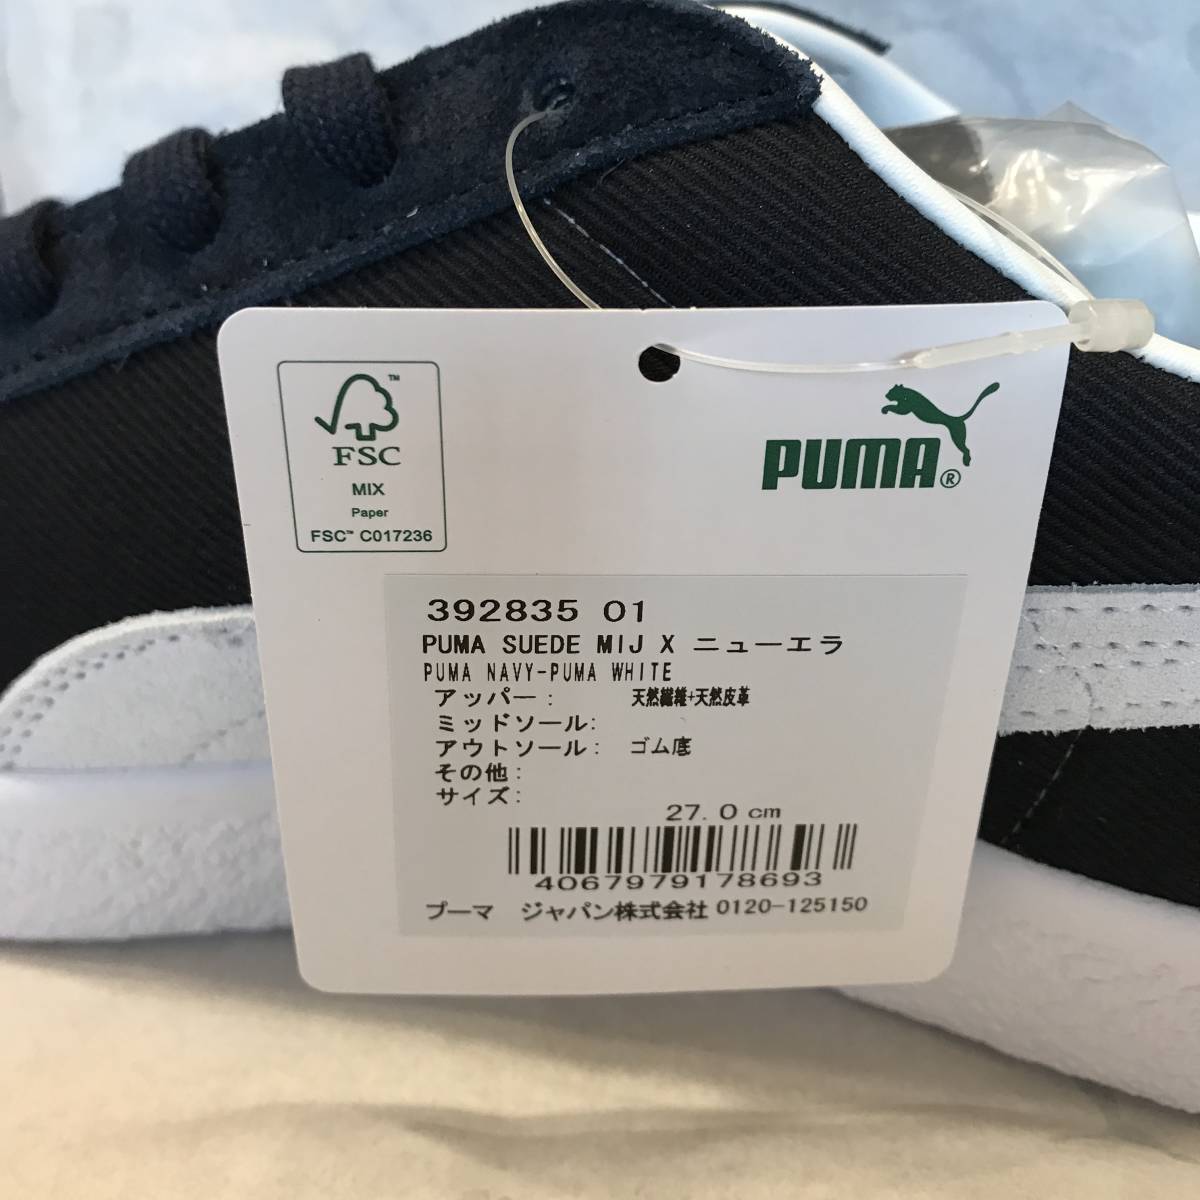 FSC™
MIX
Paper
FSC™ C017236
PUMA®
392835 01
PUMA SUEDE MIJ X ニューエラ
PUMA NAVY-PUMA WHITE
アッパー: 天然繊維+天然皮革
ミッドソール:
アウトソール: ゴム底
その他:
サイズ:
27.0 cm
4067979178693
プーマ ジャパン株式会社 0120-125150